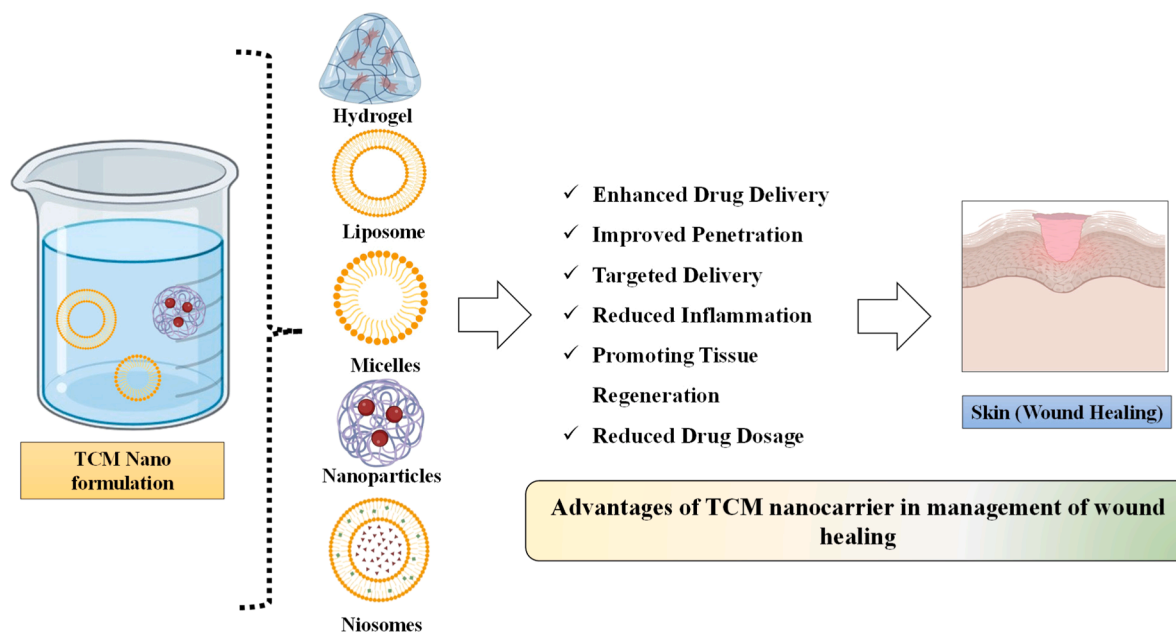 TCM Nano
formulation
Hydrogel
Liposome
Micelles
Nanoparticles
Niosomes
✓ Enhanced Drug Delivery
✓ Improved Penetration
✓ Targeted Delivery
✓ Reduced Inflammation
✓ Promoting Tissue
Regeneration
✓ Reduced Drug Dosage
Skin (Wound Healing)
Advantages of TCM nanocarrier in management of wound
healing